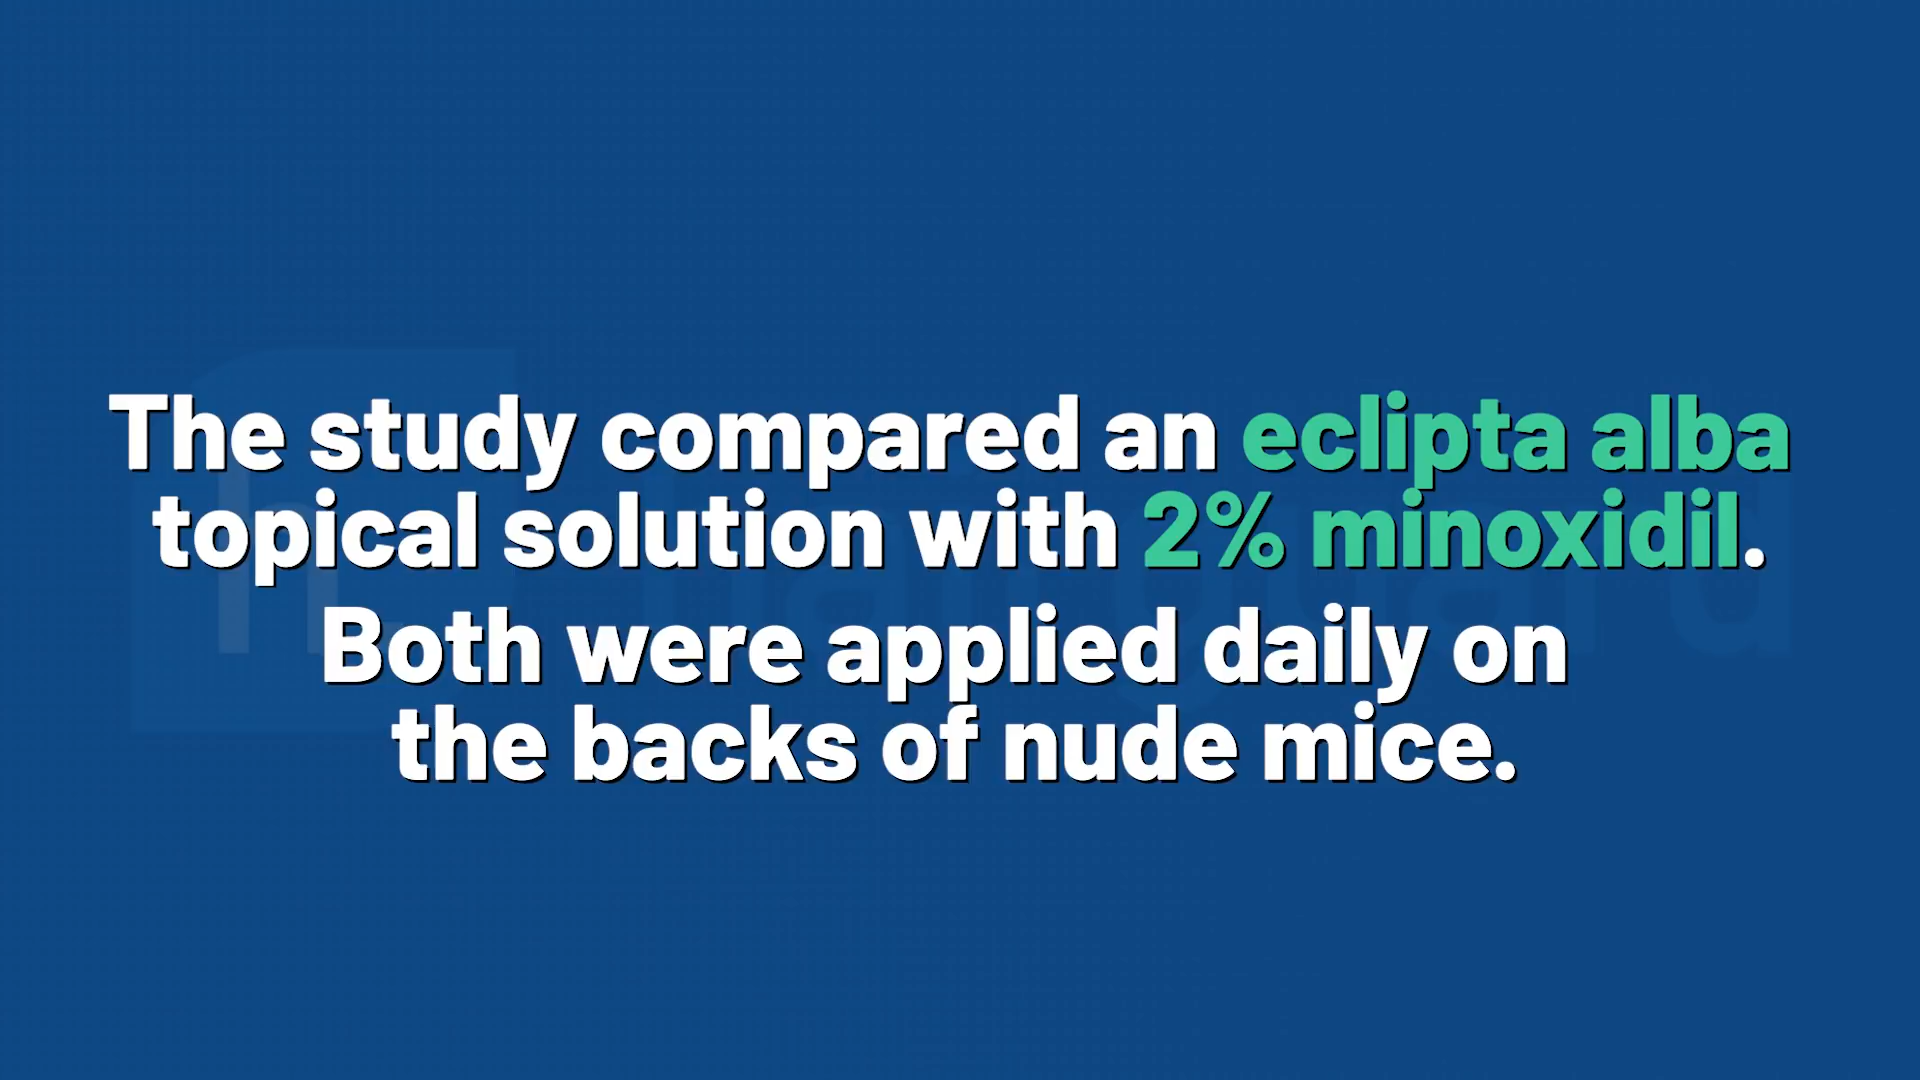 The study compared an eclipta alba
topical solution with 2% minoxidil.
Both were applied daily on
the backs of nude mice.